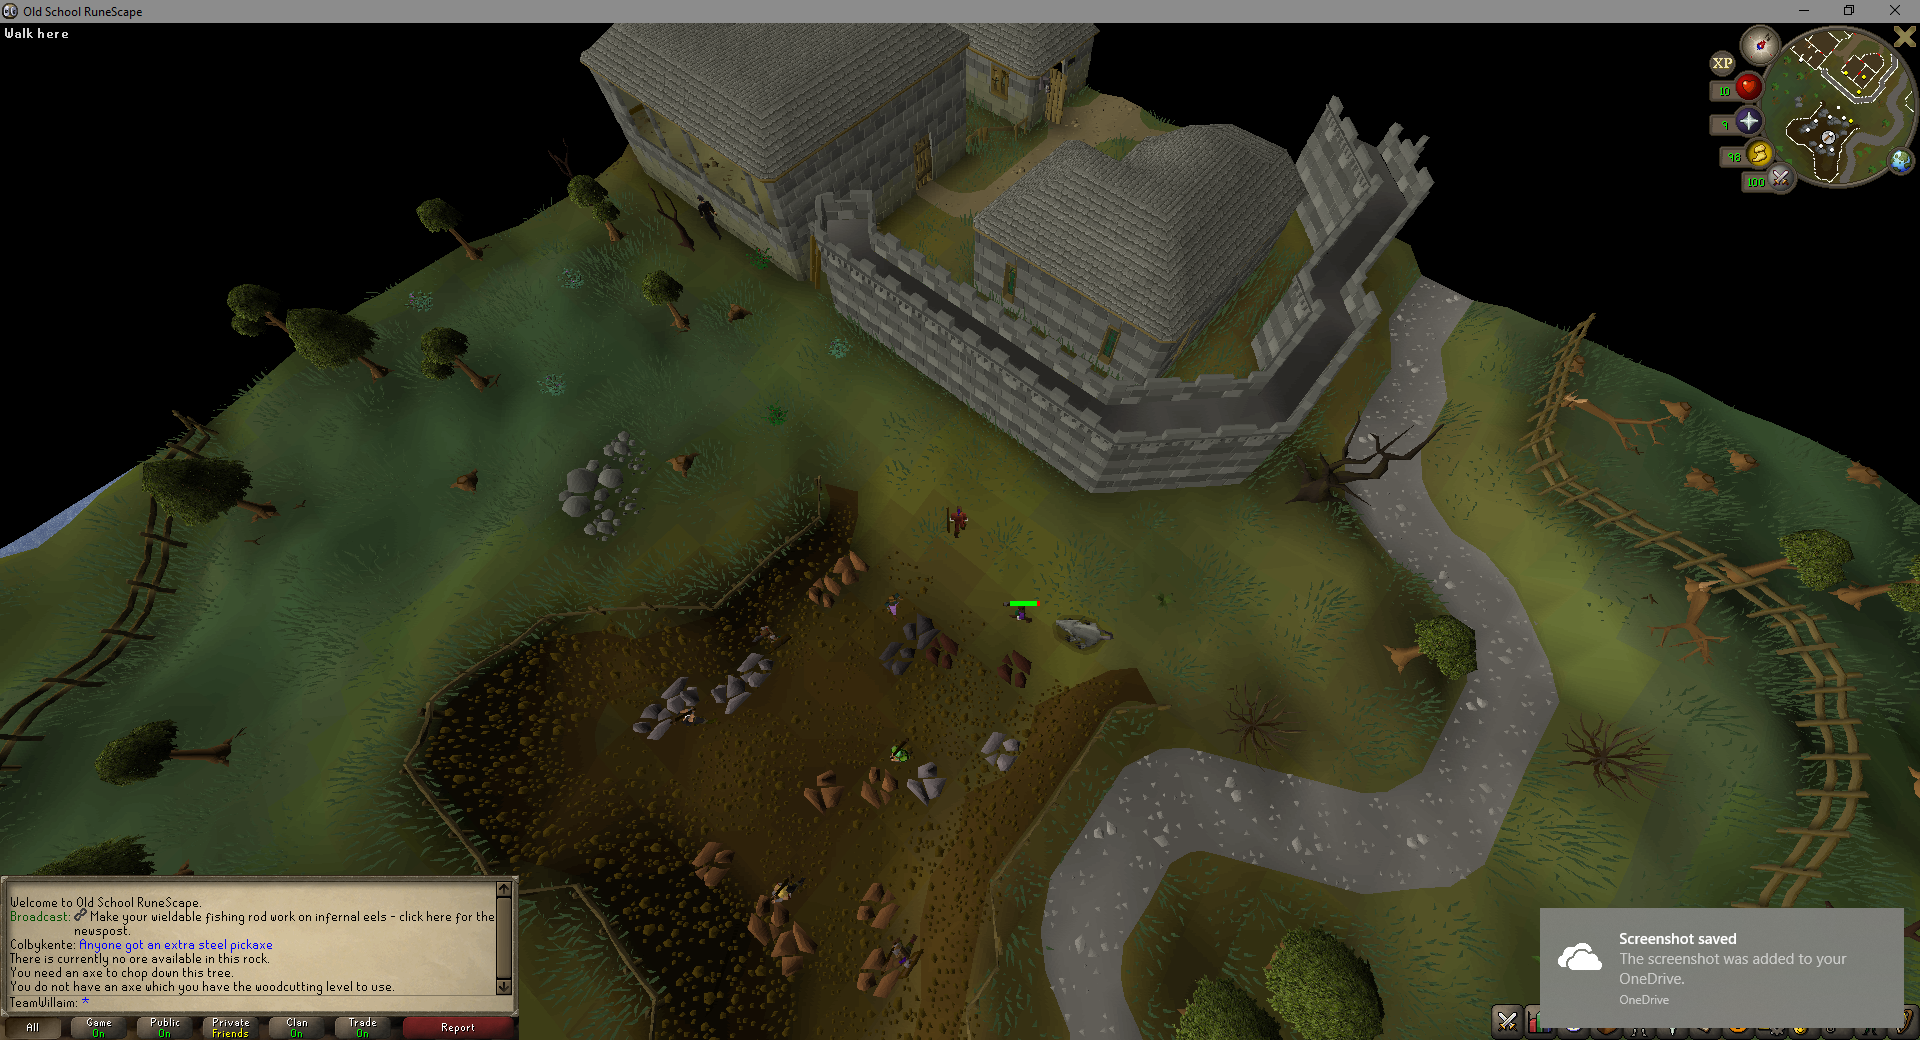 Old School RuneScape
Walk here
XP
10
9
98
100
Welcome to Old School RuneScape.
Broadcast: Make your wieldable fishing rod work on infernal eels - click here for the
newspost.
Colbykente: Anyone got an extra steel pickaxe
There is currently no ore available in this rock.
You need an axe to chop down this tree.
You do not have an axe which you have the woodcutting level to use.
TeamWillaim: *
All
Game
On
Public
On
Private
Friends
Clan
On
Trade
On
Report
Screenshot saved
The screenshot was added to your
OneDrive.
OneDrive